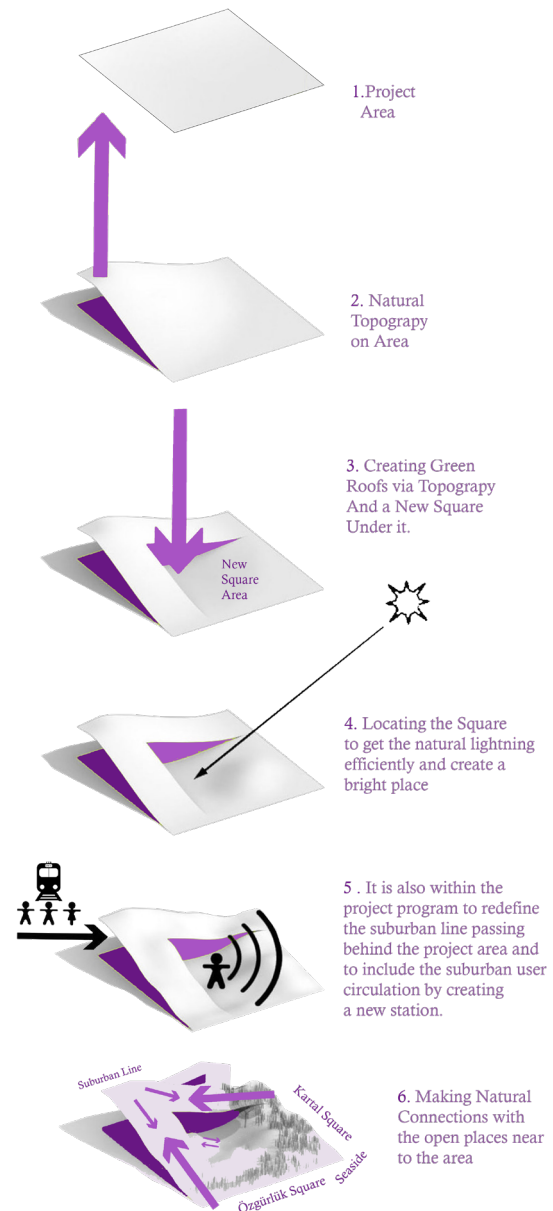 1.Project
Area
2. Natural
Topograpy
on Area
3. Creating Green
Roofs via Topograpy
And a New Square
Under it.
New
Square
Area
4. Locating the Square
to get the natural lightning
efficiently and create a
bright place
5 . It is also within the
project program to redefine
the suburban line passing
behind the project area and
to include the suburban user
circulation by creating
a new station.
Suburban Line
Kartal Square
Seaside
Özgürlük Square
6. Making Natural
Connections with
the open places near
to the area